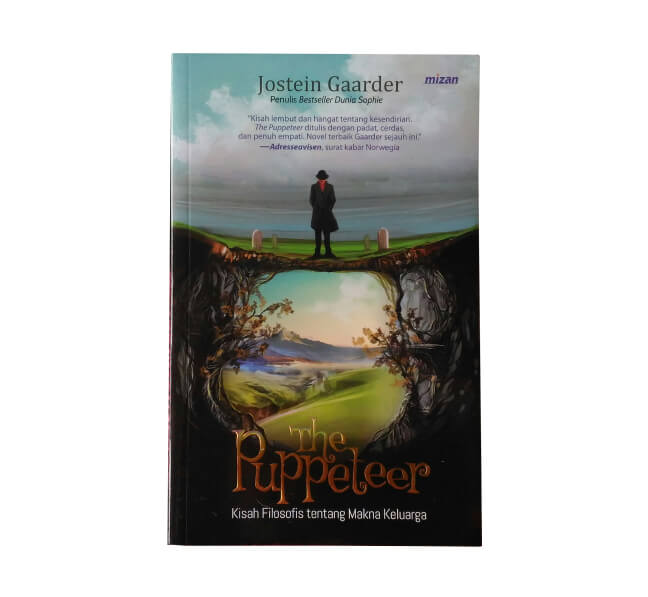 Jostein Gaarder
mizan
Penulis Bestseller Dunia Sophie
"Kisah lembut dan hangat tentang kesendirian.
The Puppeteer ditulis dengan padat, cerdas,
dan penuh empati. Novel terbaik Gaarder sejauh ini."
—Adresseavisen, surat kabar Norwegia
The
Puppeteer
Kisah Filosofis tentang Makna Keluarga